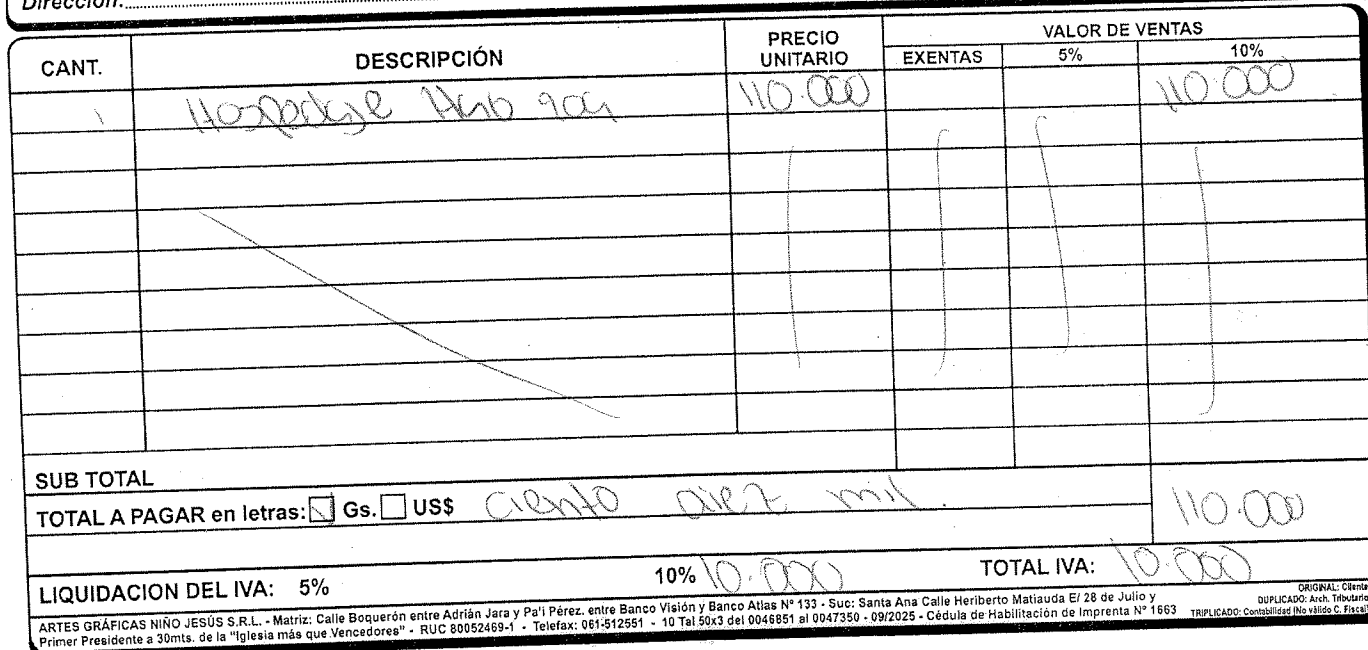 Dirección:
CANT. DESCRIPCIÓN PRECIO UNITARIO VALOR DE VENTAS
EXENTAS 5% 10%
1 Hospedaje 110.000 110.000
SUB TOTAL
TOTAL A PAGAR en letras: Gs. US$ ciento diez mil. 110.000
LIQUIDACION DEL IVA: 5% 10% 10.000 TOTAL IVA: 10.000
ARTES GRÁFICAS NIÑO JESÚS S.R.L. - Matriz: Calle Boquerón entre Adrián Jara y Pa'i Pérez. entre Banco Visión y Banco Atlas N° 133 - Suc: Santa Ana Calle Heriberto Matiauda E/ 28 de Julio y
Primer Presidente a 30mts. de la "Iglesia más que Vencedores" - RUC 80052469-1 - Telefax: 061-512551 - 10 Tal 50x3 del 0046851 al 0047350 - 09/2025 - Cédula de Habilitación de Imprenta N° 1663
ORIGINAL: Cliente
DUPLICADO: Arch. Tributario
TRIPLICADO: Contabilidad (No válido C. Fiscal)